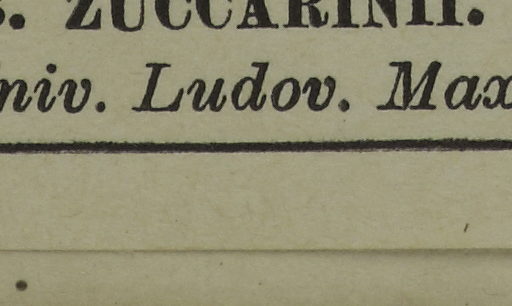 . ZUCCARINII.
niv. Ludov. Max